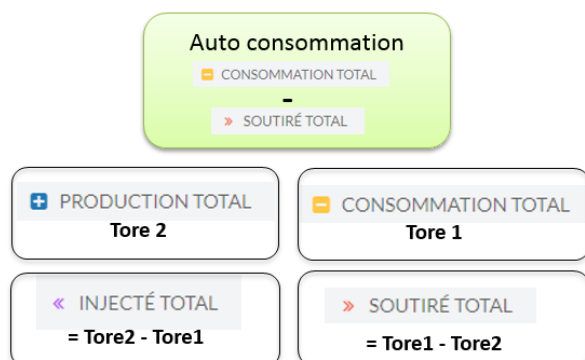 Auto consommation
CONSOMMATION TOTAL
-
SOUTIRÉ TOTAL
PRODUCTION TOTAL
Tore 2
CONSOMMATION TOTAL
Tore 1
INJECTÉ TOTAL
= Tore2 - Tore1
SOUTIRÉ TOTAL
= Tore1 - Tore2